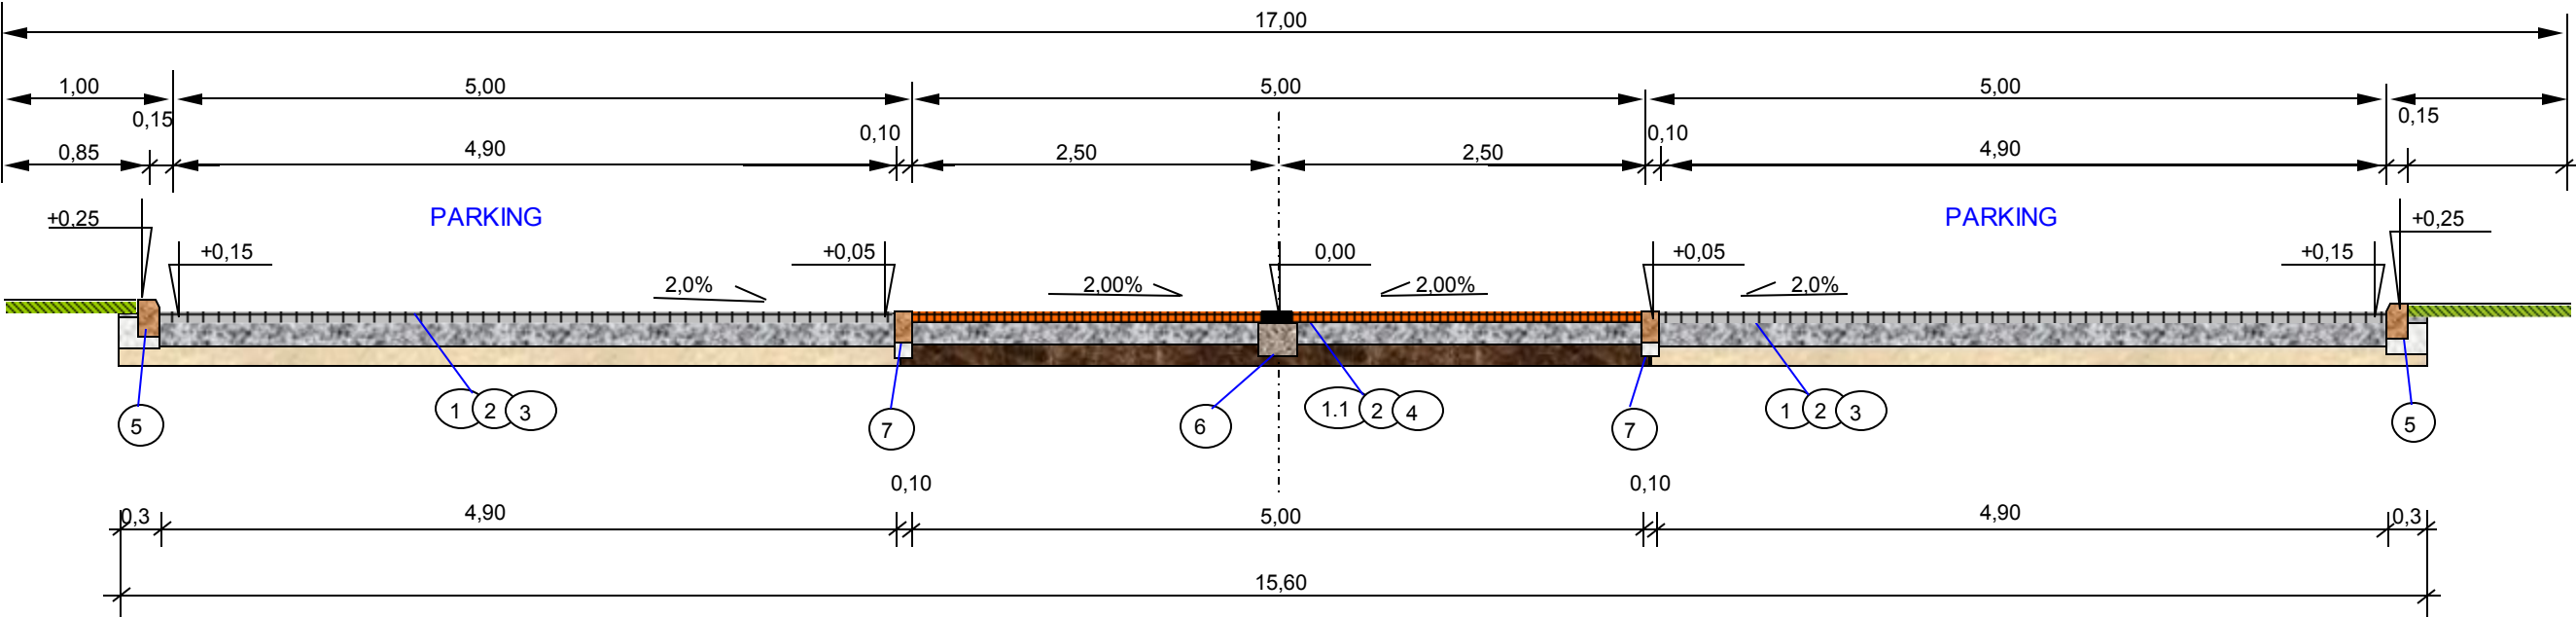 17,00
1,00 5,00 5,00 5,00
0,15 0,10 0,10 0,15
0,85 4,90 2,50 2,50 4,90
+0,25 PARKING PARKING +0,25
+0,15 +0,05 0,00 +0,05 +0,15
2,0% 2,00% 2,00% 2,0%
5 1 2 3 7 6 1.1 2 4 7 1 2 3 5
0,10 0,10
0,3 4,90 5,00 4,90 0,3
15,60